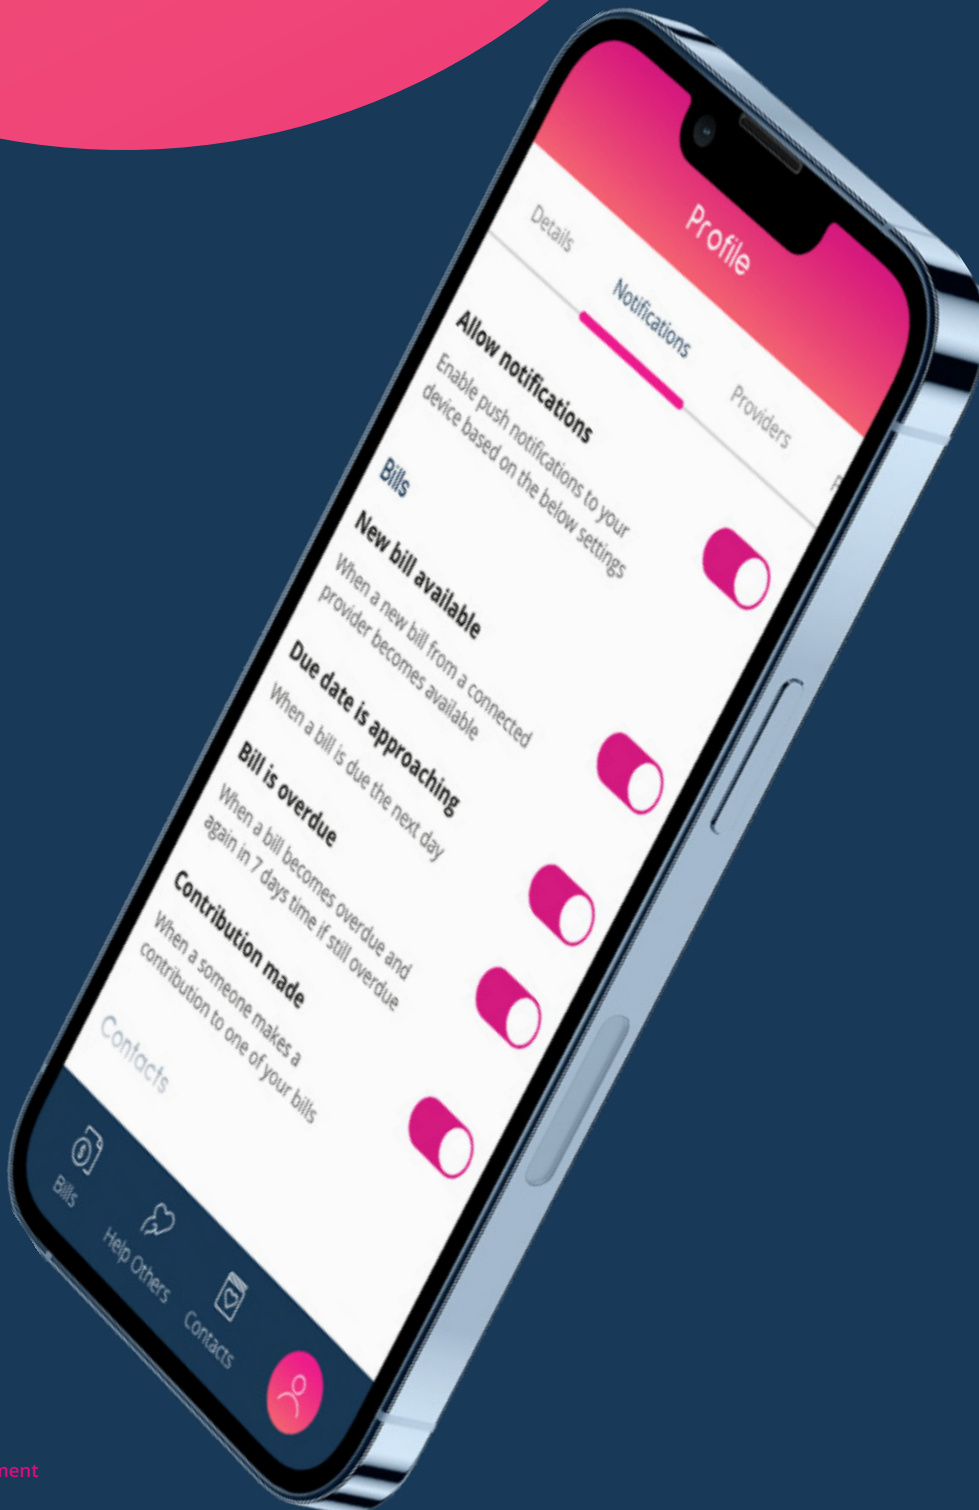 Profile
Details
Notifications
Providers
Allow notifications
Enable push notifications to your
device based on the below settings
Bills
New bill available
When a new bill from a connected
provider becomes available
Due date is approaching
When a bill is due the next day
Bill is overdue
When a bill becomes overdue and
again in 7 days time if still overdue
Contribution made
When a someone makes a
contribution to one of your bills
Contacts
Bills
Help Others
Contacts